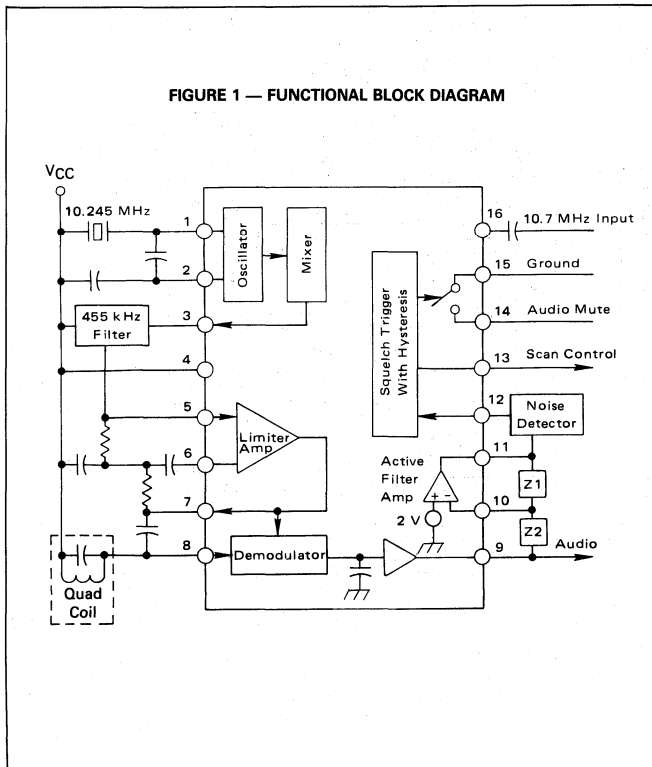 FIGURE 1 — FUNCTIONAL BLOCK DIAGRAM
VCC
10.245 MHz
1
2
3
4
5
6
7
8
Oscillator
Mixer
455 kHz
Filter
Limiter
Amp
Demodulator
Quad
Coil
Squelch Trigger
With Hysteresis
Active
Filter
Amp
+ −
2 V
16
10.7 MHz Input
15
Ground
14
Audio Mute
13
Scan Control
12
Noise
Detector
11
Z1
10
Z2
9
Audio